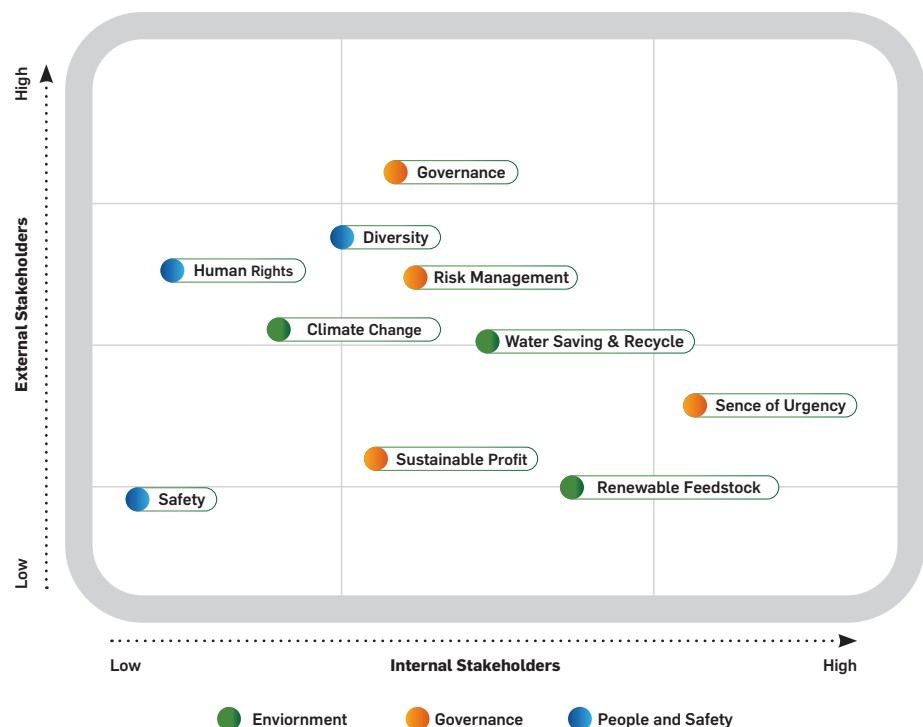 High
External Stakeholders
Low
Governance
Diversity
Human Rights
Risk Management
Climate Change
Water Saving & Recycle
Sence of Urgency
Sustainable Profit
Renewable Feedstock
Safety
Low
Internal Stakeholders
High
Enviornment
Governance
People and Safety